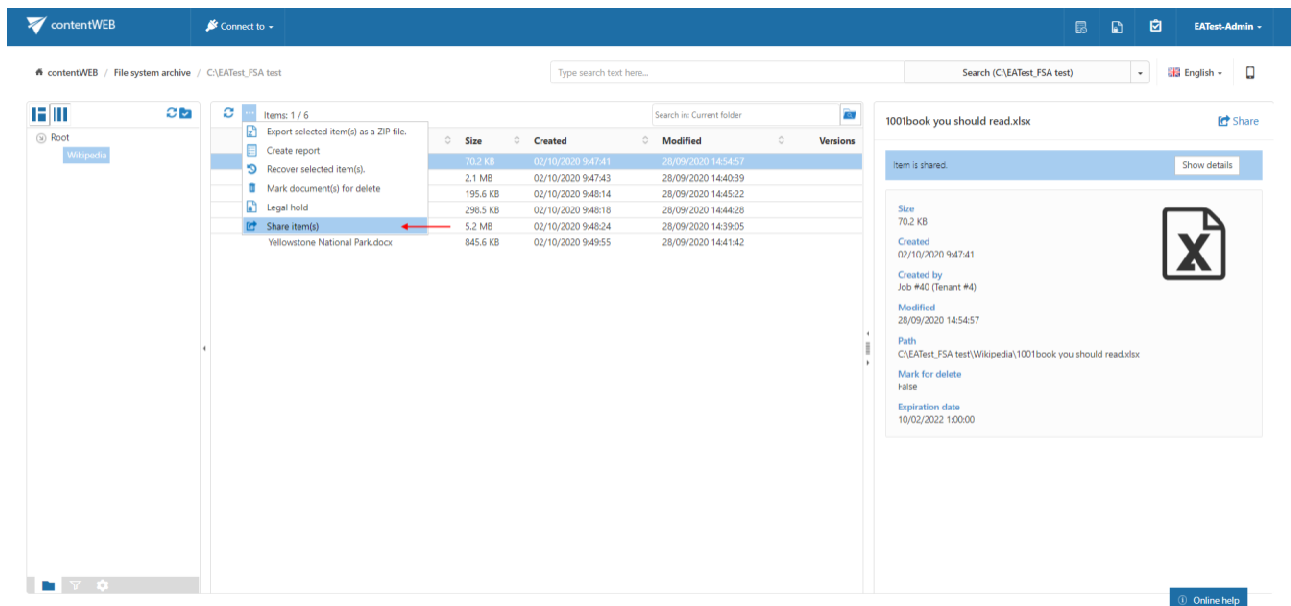 contentWEB
Connect to
EATest-Admin
contentWEB / File system archive / C:\EATest_FSA test
Type search text here...
Search (C\EATest_FSA test)
English
Items: 1 / 6
Search in: Current folder
Root
Wikipedia
Export selected item(s) as a ZIP file.
Create report
Recover selected item(s).
Mark document(s) for delete
Legal hold
Share item(s)
Size Created Modified Versions
70.2 KB 02/10/2020 9:47:41 28/09/2020 14:54:57
2.1 MB 02/10/2020 9:47:43 28/09/2020 14:40:39
195.6 KB 02/10/2020 9:48:14 28/09/2020 14:45:22
298.5 KB 02/10/2020 9:48:18 28/09/2020 14:44:28
5.2 MB 02/10/2020 9:48:24 28/09/2020 14:39:05
Yellowstone National Park.docx 845.6 KB 02/10/2020 9:49:55 28/09/2020 14:41:42
1001book you should read.xlsx
Share
Item is shared.
Show details
Size
70.2 KB
Created
02/10/2020 9:47:41
Created by
Job #40 (Tenant #4)
Modified
28/09/2020 14:54:57
Path
C\EATest_FSA test\Wikipedia\1001book you should read.xlsx
Mark for delete
False
Expiration date
10/02/2022 1:00:00
Online help